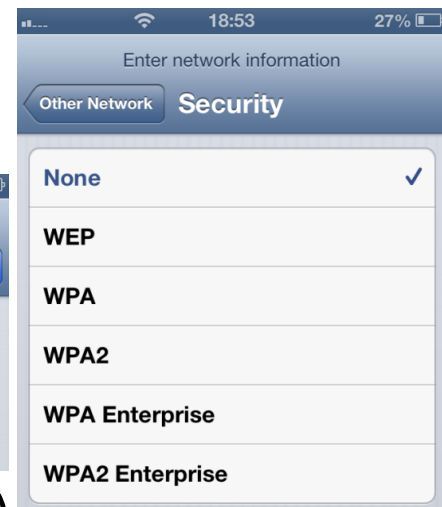 18:53 27%
Enter network information
Other Network Security
None
WEP
WPA
WPA2
WPA Enterprise
WPA2 Enterprise
)